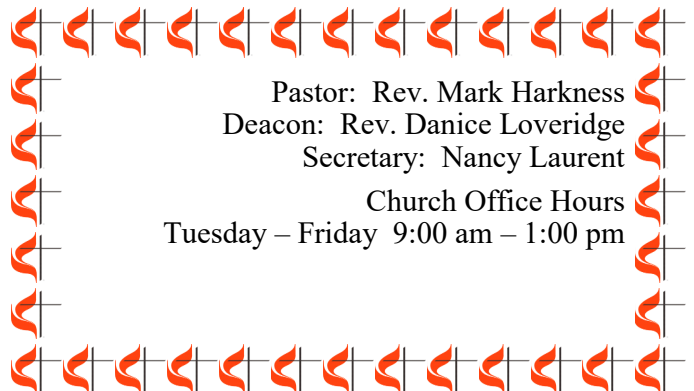 Pastor:  Rev. Mark Harkness
Deacon:  Rev. Danice Loveridge
Secretary:  Nancy Laurent
Church Office Hours
Tuesday – Friday  9:00 am – 1:00 pm